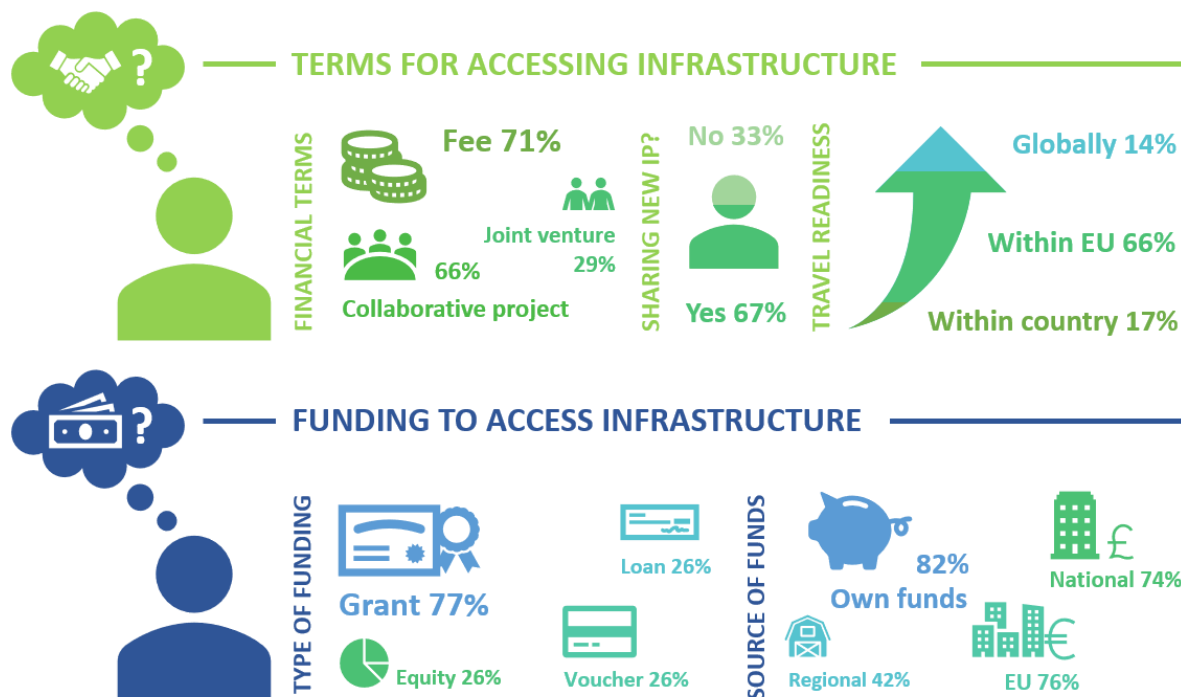 ?
TERMS FOR ACCESSING INFRASTRUCTURE
FINANCIAL TERMS
Fee 71%
Joint venture
29%
66%
Collaborative project
SHARING NEW IP?
No 33%
Yes 67%
TRAVEL READINESS
Globally 14%
Within EU 66%
Within country 17%
?
FUNDING TO ACCESS INFRASTRUCTURE
TYPE OF FUNDING
Grant 77%
Loan 26%
Equity 26%
Voucher 26%
SOURCE OF FUNDS
82%
Own funds
£
National 74%
Regional 42%
€
EU 76%